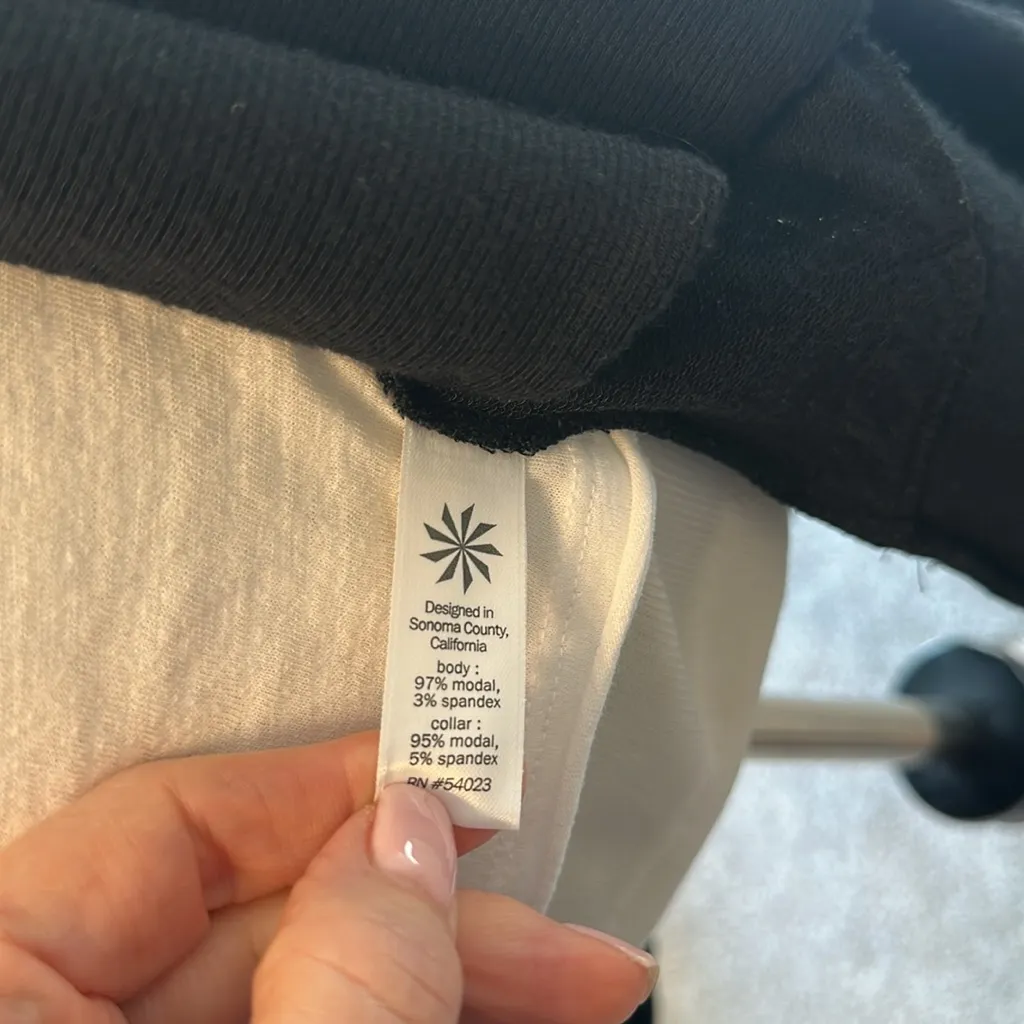 Designed in
Sonoma County,
California
body :
97% modal,
3% spandex
collar :
95% modal,
5% spandex
RN #54023